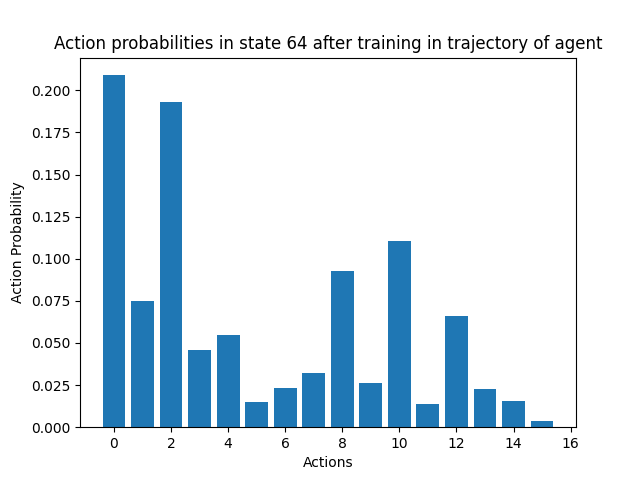 Action probabilities in state 64 after training in trajectory of agent
0.200
0.175
0.150
0.125
0.100
0.075
0.050
0.025
0.000
Action Probability
0 2 4 6 8 10 12 14 16
Actions